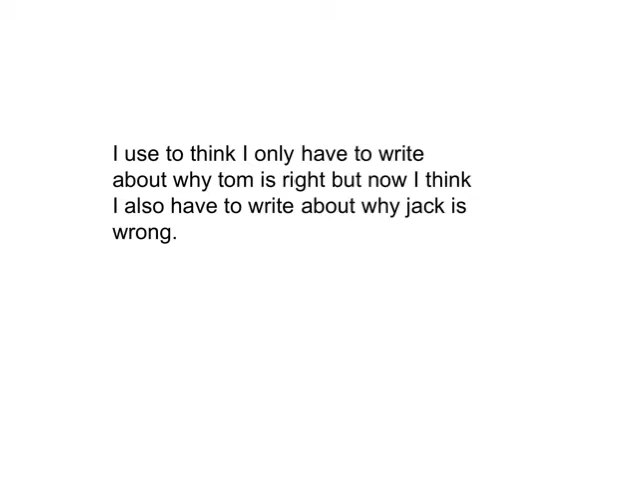 I use to think I only have to write
about why tom is right but now I think
I also have to write about why jack is
wrong.